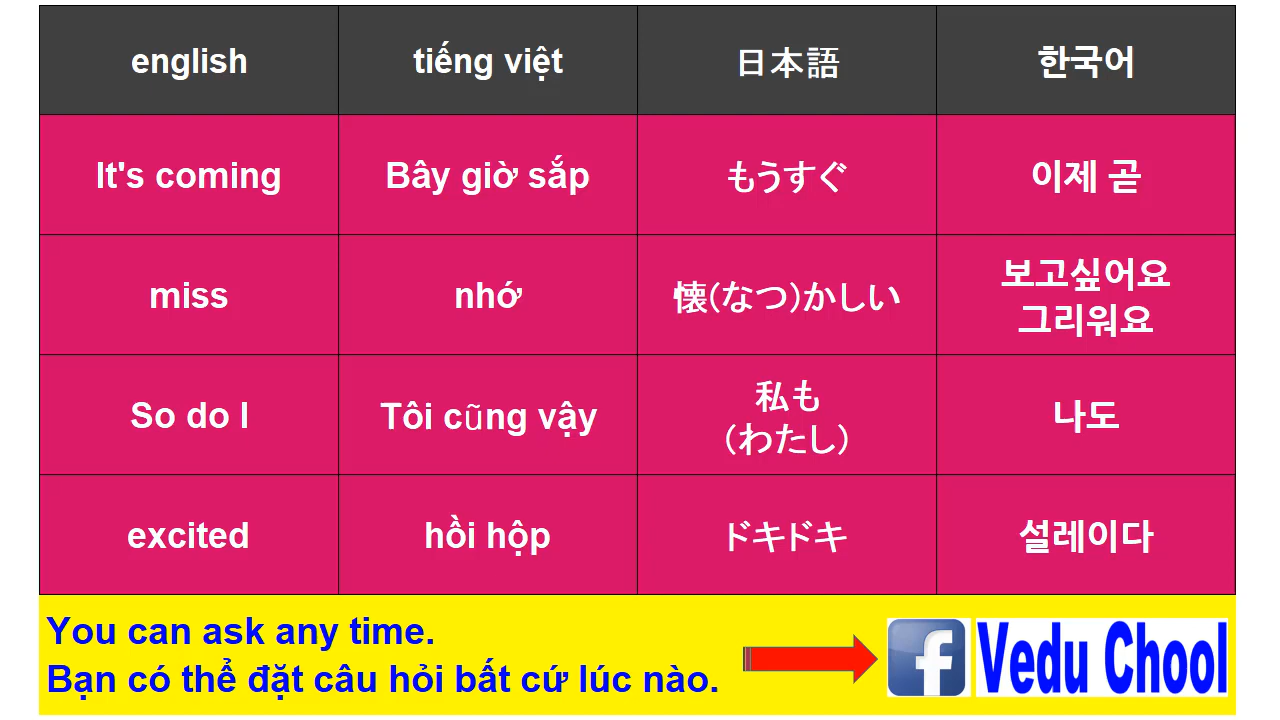 english tiếng việt 日本語 한국어
It's coming Bây giờ sắp もうすぐ 이제 곧
miss nhớ 懐(なつ)かしい 보고싶어요
그리워요
So do I Tôi cũng vậy 私も 나도
(わたし)
excited hồi hộp ドキドキ 설레이다
You can ask any time.
Bạn có thể đặt câu hỏi bất cứ lúc nào.
f Vedu Chool